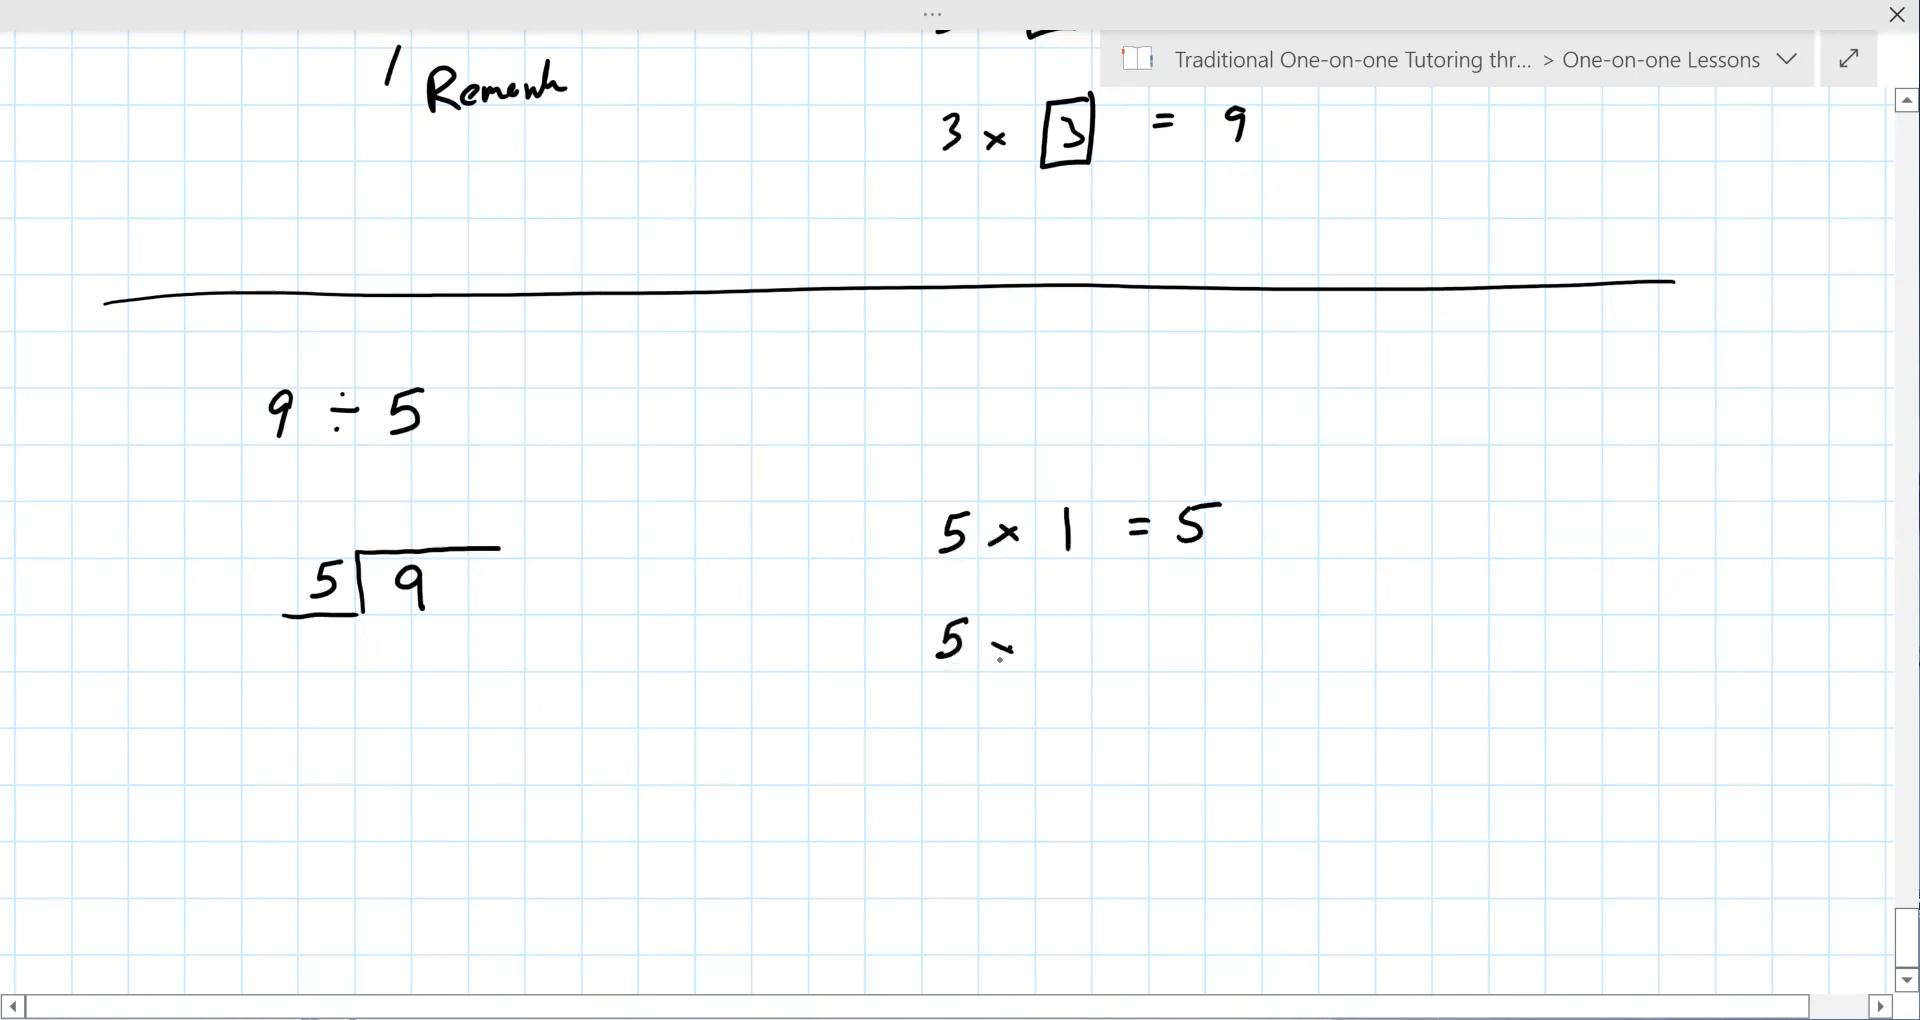 ...
Traditional One-on-one Tutoring thr... > One-on-one Lessons
3 × 3 = 9
9 ÷ 5
5 × 1 = 5
5 9
5